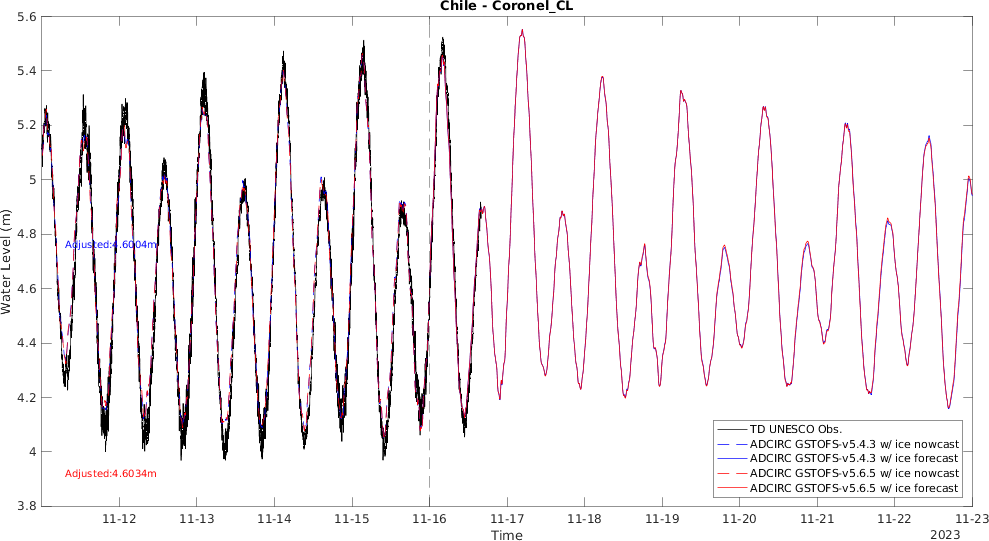 Chile - Coronel_CL
5.6
5.4
5.2
5
4.8
4.6
4.4
4.2
4
3.8
Water Level (m)
Adjusted:4.6004m
Adjusted:4.6034m
TD UNESCO Obs.
ADCIRC GSTOFS-v5.4.3 w/ ice nowcast
ADCIRC GSTOFS-v5.4.3 w/ ice forecast
ADCIRC GSTOFS-v5.6.5 w/ ice nowcast
ADCIRC GSTOFS-v5.6.5 w/ ice forecast
11-12 11-13 11-14 11-15 11-16 11-17 11-18 11-19 11-20 11-21 11-22 11-23
Time
2023